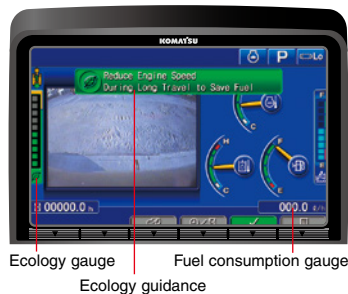 KOMATSU
P
Lo
Reduce Engine Speed
During Long Travel to Save Fuel
H
C
H
C
F
E
00000.0 h
000.0 ℓ/h
Ecology gauge
Fuel consumption gauge
Ecology guidance